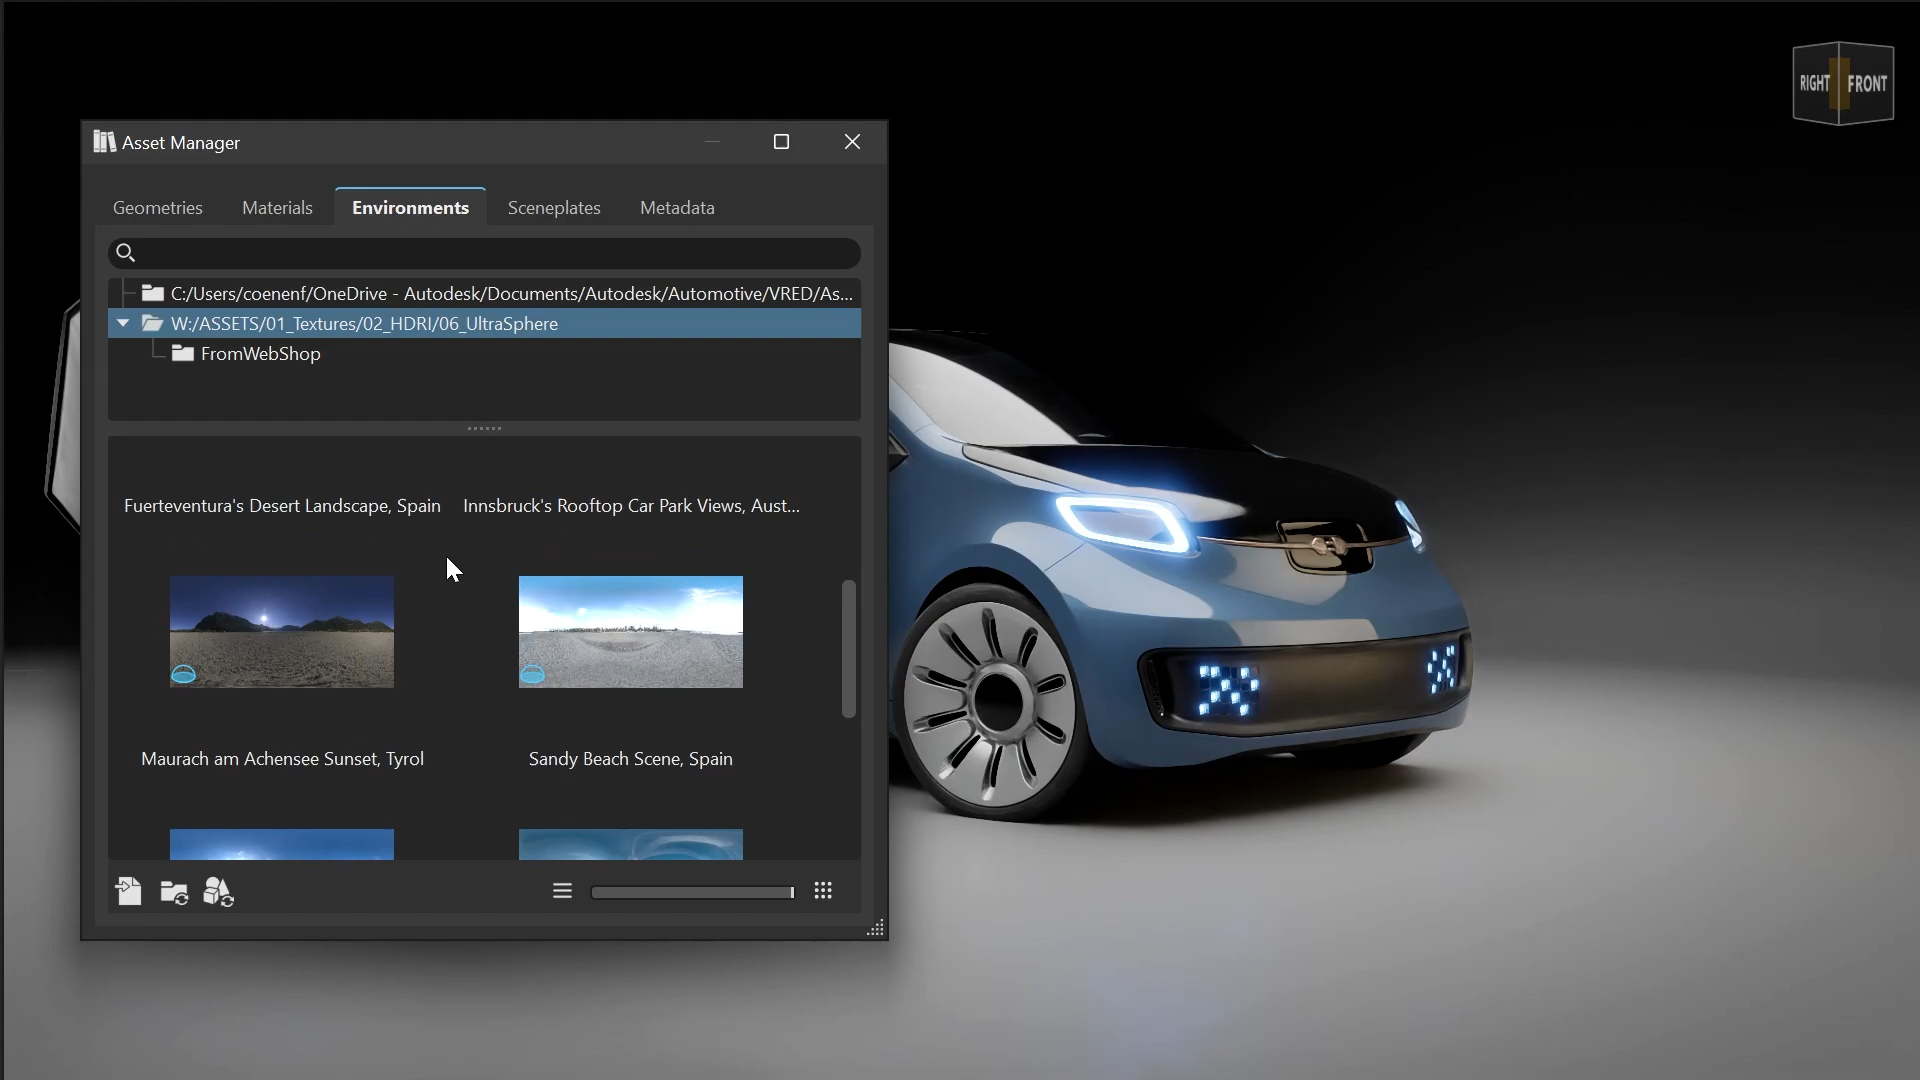 RIGHT FRONT
Asset Manager
Geometries Materials Environments Sceneplates Metadata
C:/Users/coenenf/OneDrive - Autodesk/Documents/Autodesk/Automotive/VRED/As...
W:/ASSETS/01_Textures/02_HDRI/06_UltraSphere
FromWebShop
Fuerteventura's Desert Landscape, Spain Innsbruck's Rooftop Car Park Views, Aust...
Maurach am Achensee Sunset, Tyrol Sandy Beach Scene, Spain